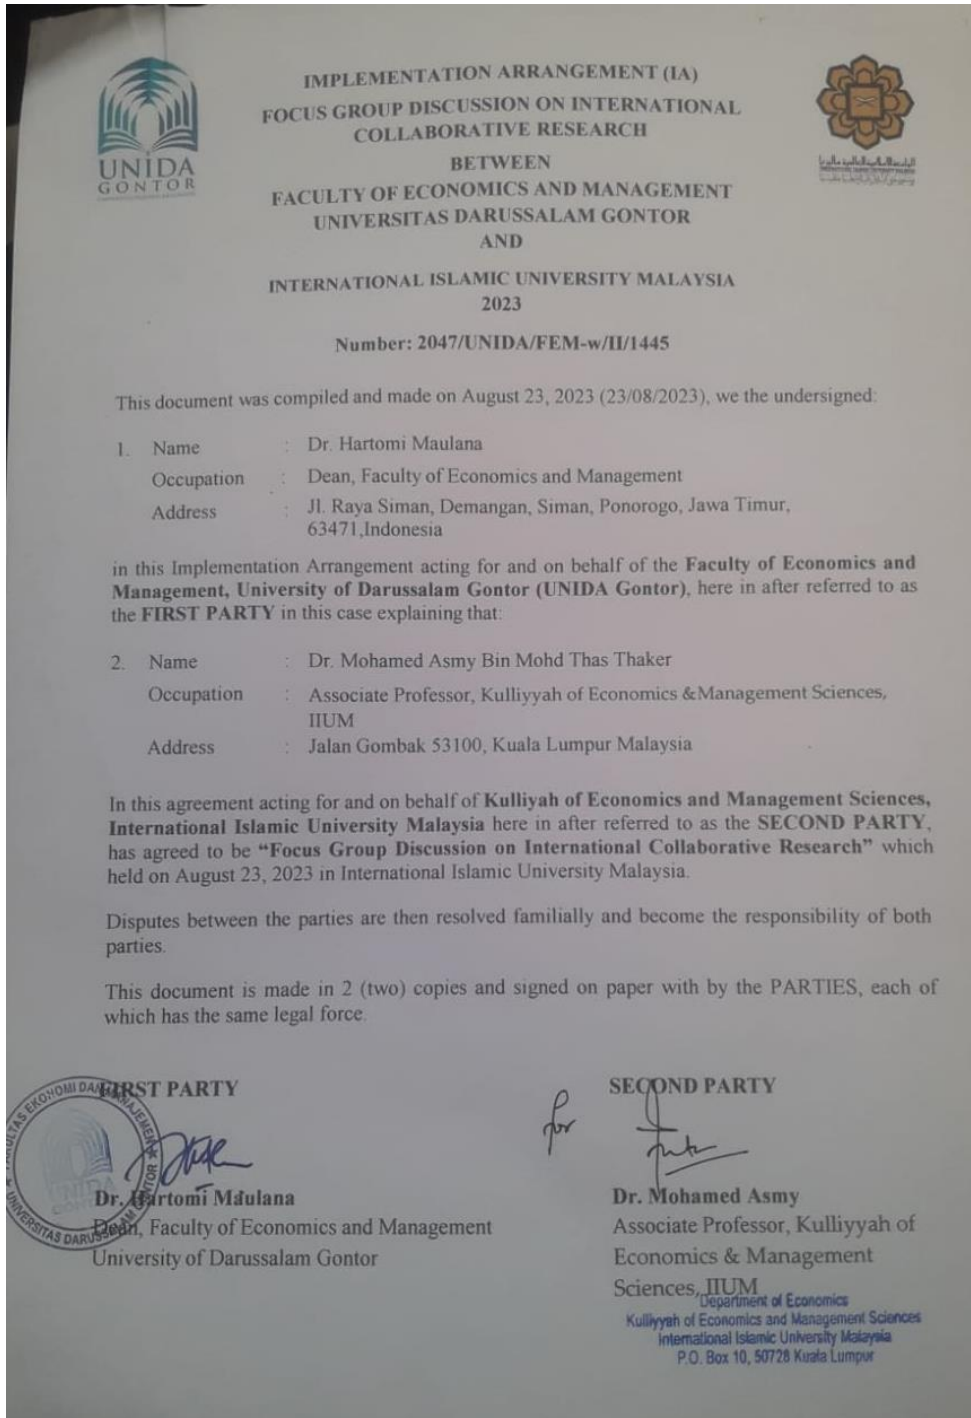 UNIDA
GONTOR
IMPLEMENTATION ARRANGEMENT (IA)
FOCUS GROUP DISCUSSION ON INTERNATIONAL
COLLABORATIVE RESEARCH
BETWEEN
FACULTY OF ECONOMICS AND MANAGEMENT
UNIVERSITAS DARUSSALAM GONTOR
AND
INTERNATIONAL ISLAMIC UNIVERSITY MALAYSIA
2023
Number: 2047/UNIDA/FEM-w/II/1445
This document was compiled and made on August 23, 2023 (23/08/2023), we the undersigned:
1. Name : Dr. Hartomi Maulana
Occupation : Dean, Faculty of Economics and Management
Address : Jl. Raya Siman, Demangan, Siman, Ponorogo, Jawa Timur,
63471,Indonesia
in this Implementation Arrangement acting for and on behalf of the Faculty of Economics and
Management, University of Darussalam Gontor (UNIDA Gontor), here in after referred to as
the FIRST PARTY in this case explaining that:
2. Name : Dr. Mohamed Asmy Bin Mohd Thas Thaker
Occupation : Associate Professor, Kulliyyah of Economics &Management Sciences,
IIUM
Address : Jalan Gombak 53100, Kuala Lumpur Malaysia
In this agreement acting for and on behalf of Kulliyah of Economics and Management Sciences,
International Islamic University Malaysia here in after referred to as the SECOND PARTY,
has agreed to be “Focus Group Discussion on International Collaborative Research” which
held on August 23, 2023 in International Islamic University Malaysia.
Disputes between the parties are then resolved familially and become the responsibility of both
parties.
This document is made in 2 (two) copies and signed on paper with by the PARTIES, each of
which has the same legal force.
FIRST PARTY
FAKULTAS EKONOMI DAN MANAJEMEN
UNIVERSITAS DARUSSALAM GONTOR
UNIDA
Dr. Hartomi Maulana
Dean, Faculty of Economics and Management
University of Darussalam Gontor
SECOND PARTY
for
Dr. Mohamed Asmy
Associate Professor, Kulliyyah of
Economics & Management
Sciences, IIUM
Department of Economics
Kulliyyah of Economics and Management Sciences
International Islamic University Malaysia
P.O. Box 10, 50728 Kuala Lumpur